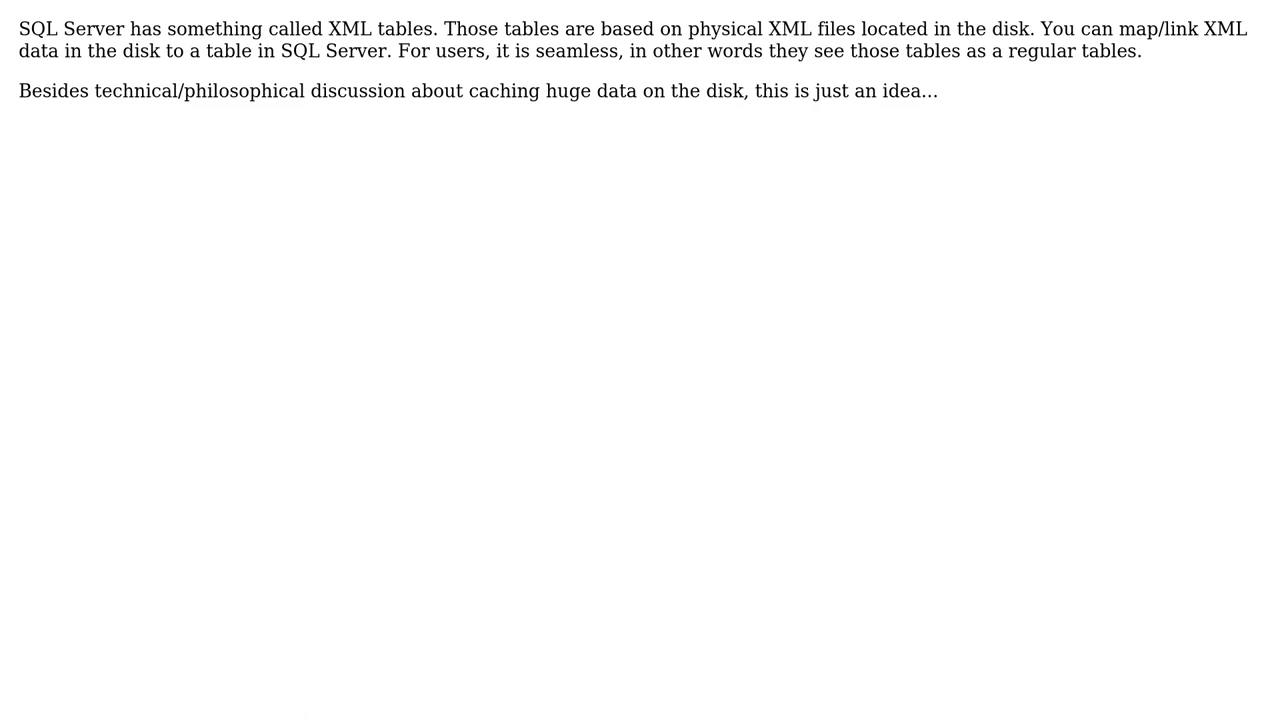 SQL Server has something called XML tables. Those tables are based on physical XML files located in the disk. You can map/link XML
data in the disk to a table in SQL Server. For users, it is seamless, in other words they see those tables as a regular tables.
Besides technical/philosophical discussion about caching huge data on the disk, this is just an idea...